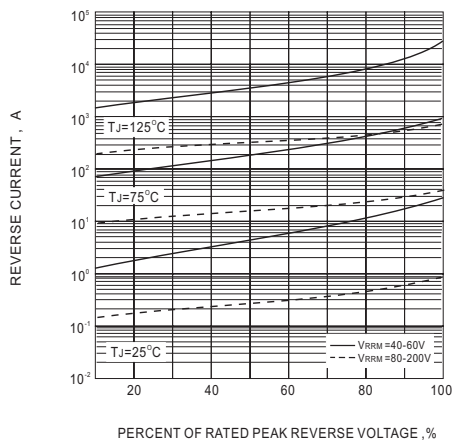 REVERSE CURRENT , A
10⁵
10⁴
10³
10²
10¹
10⁰
10⁻¹
10⁻²
TJ=125°C
TJ=75°C
TJ=25°C
VRRM =40-60V
VRRM =80-200V
20 40 60 80 100
PERCENT OF RATED PEAK REVERSE VOLTAGE ,%